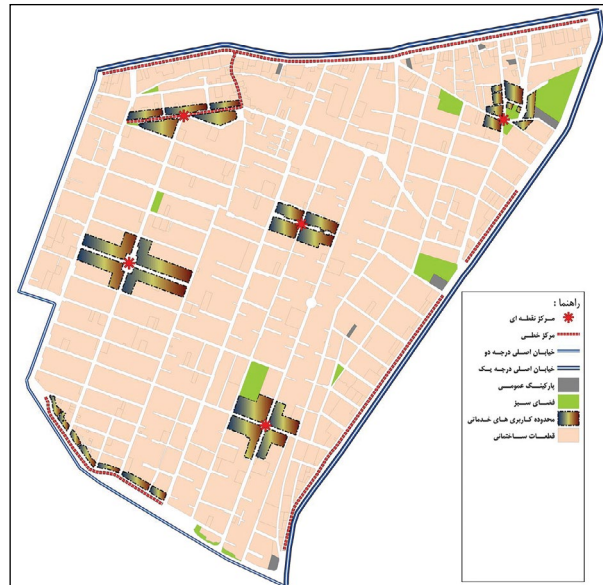 راهنما :
مرکز نقطه ای
مرکز خطی
خیابان اصلی درجه دو
خیابان اصلی درجه یک
پارکینگ عمومی
فضای سبز
محدوده کاربری های خدماتی
قطعات ساختمانی